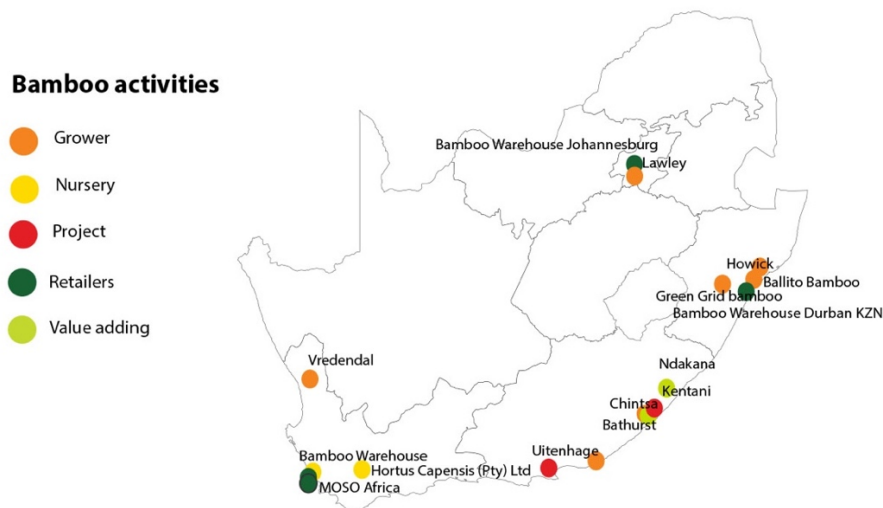 Bamboo activities
Grower
Nursery
Project
Retailers
Value adding
Bamboo Warehouse Johannesburg
Lawley
Howick
Ballito Bamboo
Green Grid bamboo
Bamboo Warehouse Durban KZN
Vredendal
Ndakana
Kentani
Chintsa
Bathurst
Uitenhage
Bamboo Warehouse
Hortus Capensis (Pty) Ltd
MOSO Africa